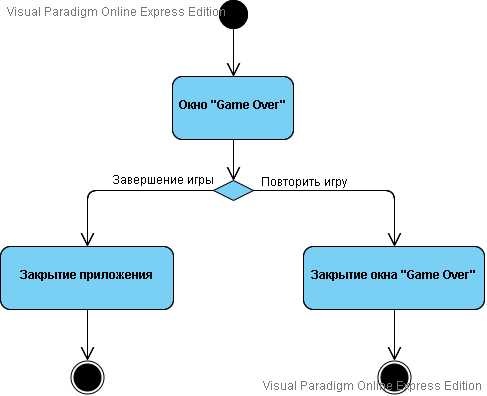 Visual Paradigm Online Express Edition
Окно "Game Over"
Завершение игры
Повторить игру
Закрытие приложения
Закрытие окна "Game Over"
Visual Paradigm Online Express Edition